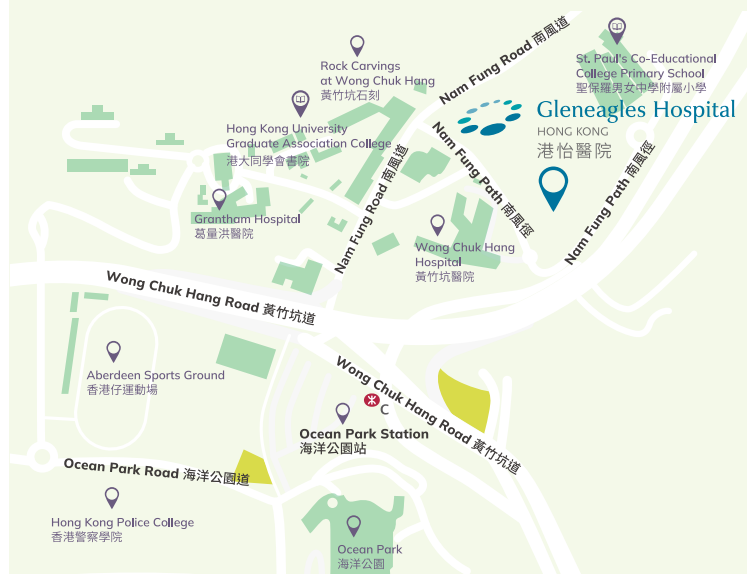 Nam Fung Road 南風道
Rock Carvings
at Wong Chuk Hang
黃竹坑石刻
St. Paul's Co-Educational
College Primary School
聖保羅男女中學附屬小學
Gleneagles Hospital
HONG KONG
港怡醫院
Hong Kong University
Graduate Association College
港大同學會書院
Nam Fung Path 南風徑
Nam Fung Path 南風徑
Nam Fung Road 南風道
Grantham Hospital
葛量洪醫院
Wong Chuk Hang
Hospital
黃竹坑醫院
Wong Chuk Hang Road 黃竹坑道
Aberdeen Sports Ground
香港仔運動場
Wong Chuk Hang Road 黃竹坑道
C
Ocean Park Station
海洋公園站
Ocean Park Road 海洋公園道
Hong Kong Police College
香港警察學院
Ocean Park
海洋公園